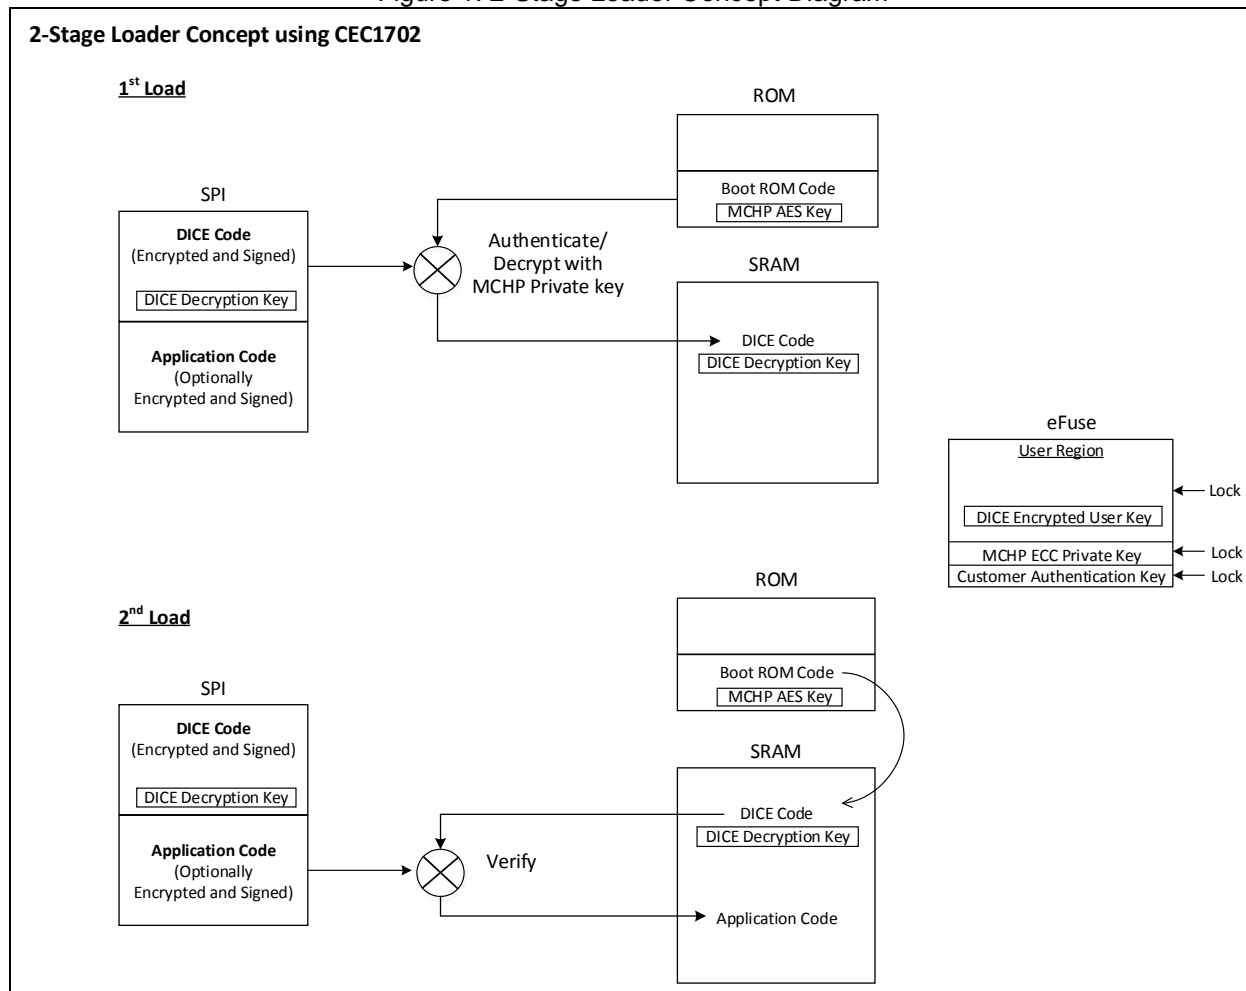 Figure 1. 2-Stage Loader Concept Diagram
2-Stage Loader Concept using CEC1702
1st Load
ROM
Boot ROM Code
MCHP AES Key
SPI
DICE Code
(Encrypted and Signed)
DICE Decryption Key
Application Code
(Optionally
Encrypted and Signed)
Authenticate/
Decrypt with
MCHP Private key
SRAM
DICE Code
DICE Decryption Key
eFuse
User Region
Lock
DICE Encrypted User Key
MCHP ECC Private Key
Lock
Customer Authentication Key
Lock
2nd Load
ROM
Boot ROM Code
MCHP AES Key
SPI
DICE Code
(Encrypted and Signed)
DICE Decryption Key
Application Code
(Optionally
Encrypted and Signed)
Verify
SRAM
DICE Code
DICE Decryption Key
Application Code